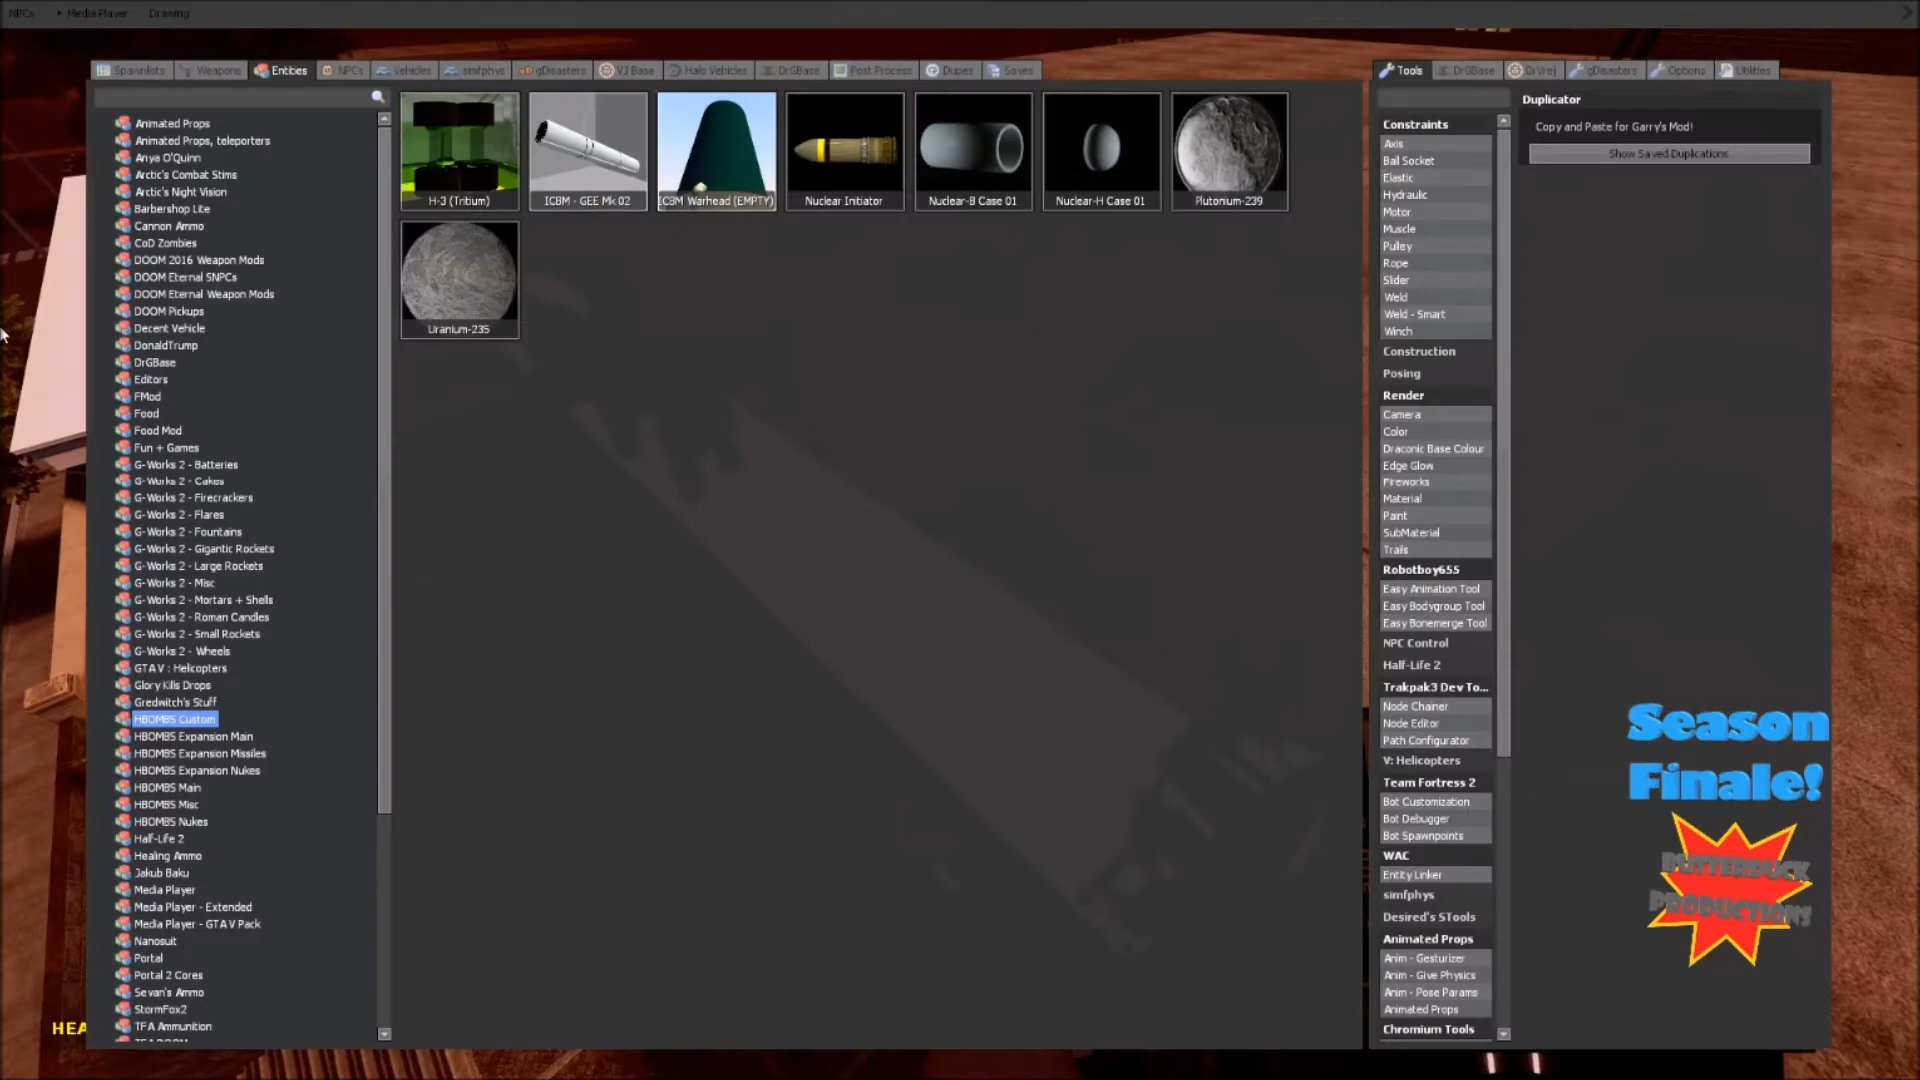 NPCs
Media Player
Drawing
Spawnlists
Weapons
Entities
NPCs
Vehicles
simfphys
gDisasters
VJ Base
Halo Vehicles
DrGBase
Post Process
Dupes
Saves
Animated Props
Animated Props, teleporters
Anya O'Quinn
Arctic's Combat Stims
Arctic's Night Vision
Barbershop Lite
Cannon Ammo
CoD Zombies
DOOM 2016 Weapon Mods
DOOM Eternal SNPCs
DOOM Eternal Weapon Mods
DOOM Pickups
Decent Vehicle
DonaldTrump
DrGBase
Editors
FMod
Food
Food Mod
Fun + Games
G-Works 2 - Batteries
G-Works 2 - Cakes
G-Works 2 - Firecrackers
G-Works 2 - Flares
G-Works 2 - Fountains
G-Works 2 - Gigantic Rockets
G-Works 2 - Large Rockets
G-Works 2 - Misc
G-Works 2 - Mortars + Shells
G-Works 2 - Roman Candles
G-Works 2 - Small Rockets
G-Works 2 - Wheels
GTA V : Helicopters
Glory Kills Drops
Gredwitch's Stuff
HBOMBS Custom
HBOMBS Expansion Main
HBOMBS Expansion Missiles
HBOMBS Expansion Nukes
HBOMBS Main
HBOMBS Misc
HBOMBS Nukes
Half-Life 2
Healing Ammo
Jakub Baku
Media Player
Media Player - Extended
Media Player - GTA V Pack
Nanosuit
Portal
Portal 2 Cores
Sevan's Ammo
StormFox2
TFA Ammunition
H-3 (Tritium)
ICBM - GEE Mk 02
ICBM Warhead (EMPTY)
Nuclear Initiator
Nuclear-B Case 01
Nuclear-H Case 01
Plutonium-239
Uranium-235
Tools
DrGBase
DrVrej
gDisasters
Options
Utilities
Constraints
Axis
Ball Socket
Elastic
Hydraulic
Motor
Muscle
Pulley
Rope
Slider
Weld
Weld - Smart
Winch
Construction
Posing
Render
Camera
Color
Draconic Base Colour
Edge Glow
Fireworks
Material
Paint
SubMaterial
Trails
Robotboy655
Easy Animation Tool
Easy Bodygroup Tool
Easy Bonemerge Tool
NPC Control
Half-Life 2
Trakpak3 Dev To...
Node Chainer
Node Editor
Path Configurator
V: Helicopters
Team Fortress 2
Bot Customization
Bot Debugger
Bot Spawnpoints
WAC
Entity Linker
simfphys
Desired's STools
Animated Props
Anim - Gesturizer
Anim - Give Physics
Anim - Pose Params
Animated Props
Chromium Tools
Duplicator
Copy and Paste for Garry's Mod!
Show Saved Duplications
Season
Finale!
BUSTERDUCK
PRODUCTIONS
HEA